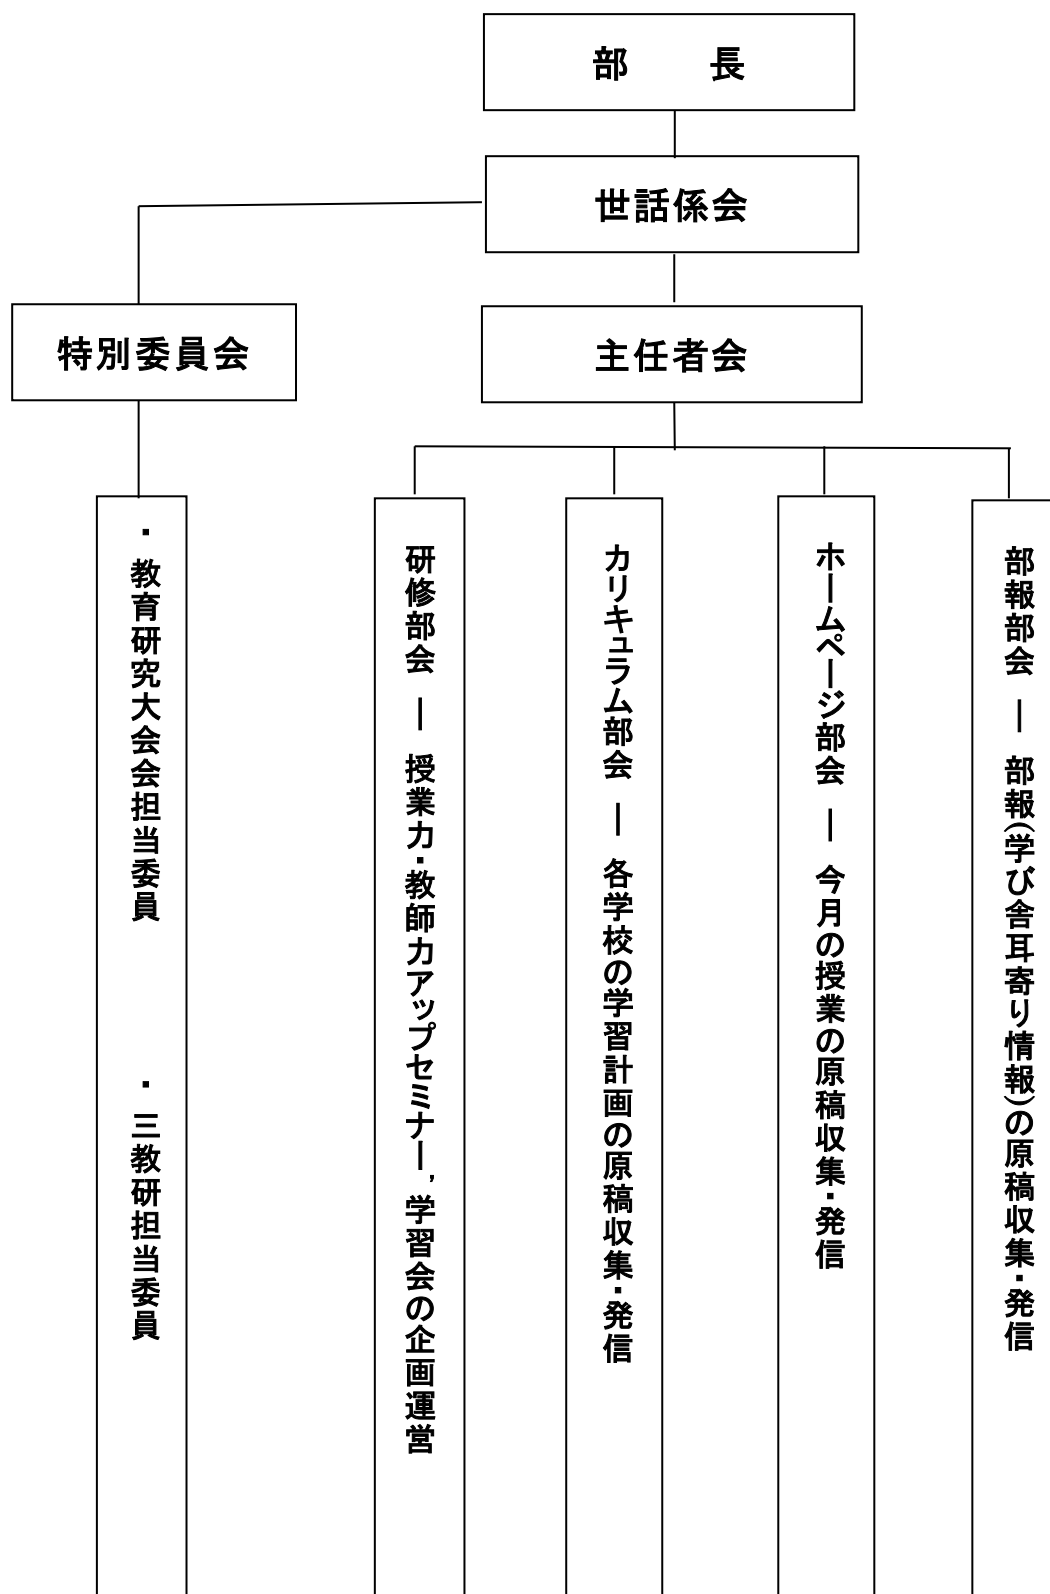 部　　長
世話係会
特別委員会
主任者会
・教育研究大会会担当委員　　　・三教研担当委員
研修部会　―　授業力・教師力アップセミナー，学習会の企画運営
カリキュラム部会　―　各学校の学習計画の原稿収集・発信
ホームページ部会　―　今月の授業の原稿収集・発信
部報部会　―　部報(学び舎耳寄り情報)の原稿収集・発信